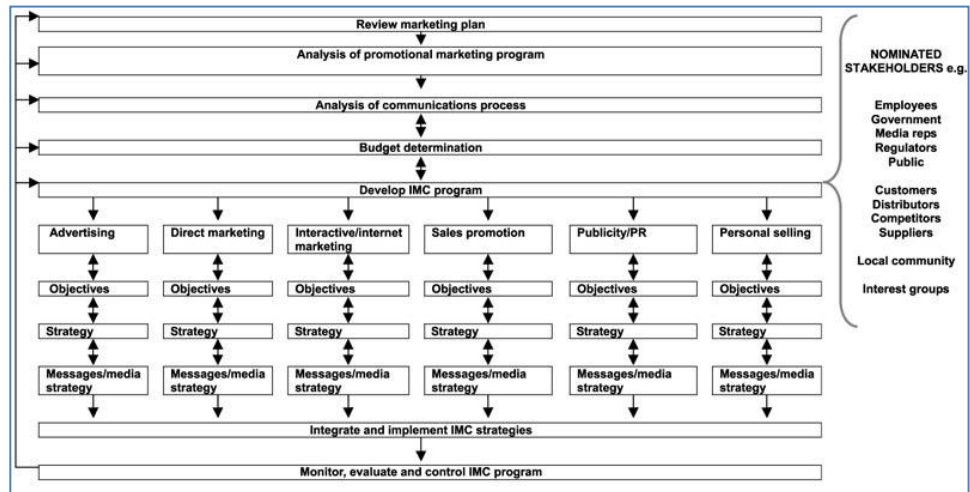 Review marketing plan
Analysis of promotional marketing program
Analysis of communications process
Budget determination
Develop IMC program
Advertising
Direct marketing
Interactive/internet
marketing
Sales promotion
Publicity/PR
Personal selling
Objectives
Objectives
Objectives
Objectives
Objectives
Objectives
Strategy
Strategy
Strategy
Strategy
Strategy
Strategy
Messages/media
strategy
Messages/media
strategy
Messages/media
strategy
Messages/media
strategy
Messages/media
strategy
Messages/media
strategy
Integrate and implement IMC strategies
Monitor, evaluate and control IMC program
NOMINATED
STAKEHOLDERS e.g.
Employees
Government
Media reps
Regulators
Public
Customers
Distributors
Competitors
Suppliers
Local community
Interest groups